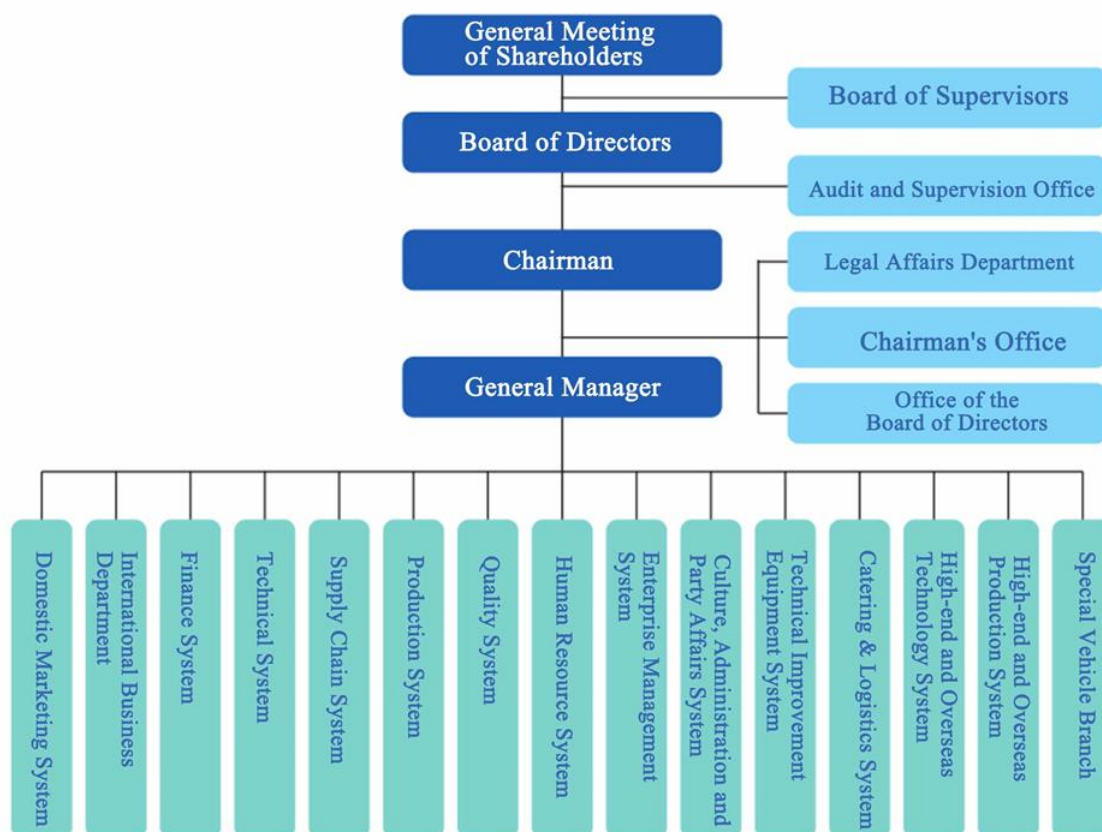 General Meeting
of Shareholders
Board of Supervisors
Board of Directors
Audit and Supervision Office
Chairman
Legal Affairs Department
Chairman's Office
General Manager
Office of the
Board of Directors
Domestic Marketing System
International Business
Department
Finance System
Technical System
Supply Chain System
Production System
Quality System
Human Resource System
Enterprise Management
System
Culture, Administration and
Party Affairs System
Technical Improvement
Equipment System
Catering & Logistics System
High-end and Overseas
Technology System
High-end and Overseas
Production System
Special Vehicle Branch